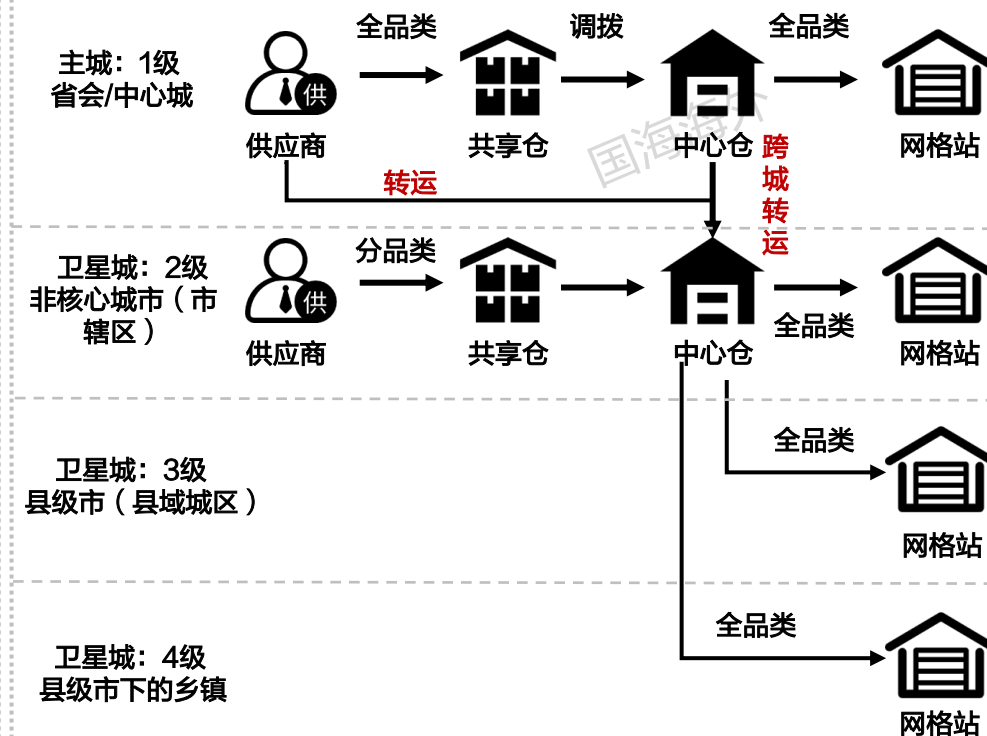 全品类
调拨
全品类
主城：1级
省会/中心城
供
供应商
共享仓
中心仓
网格站
国海海外
跨
城
转
运
转运
卫星城：2级
非核心城市（市
辖区）
分品类
供
供应商
共享仓
中心仓
全品类
网格站
卫星城：3级
县级市（县域城区）
全品类
网格站
卫星城：4级
县级市下的乡镇
全品类
网格站